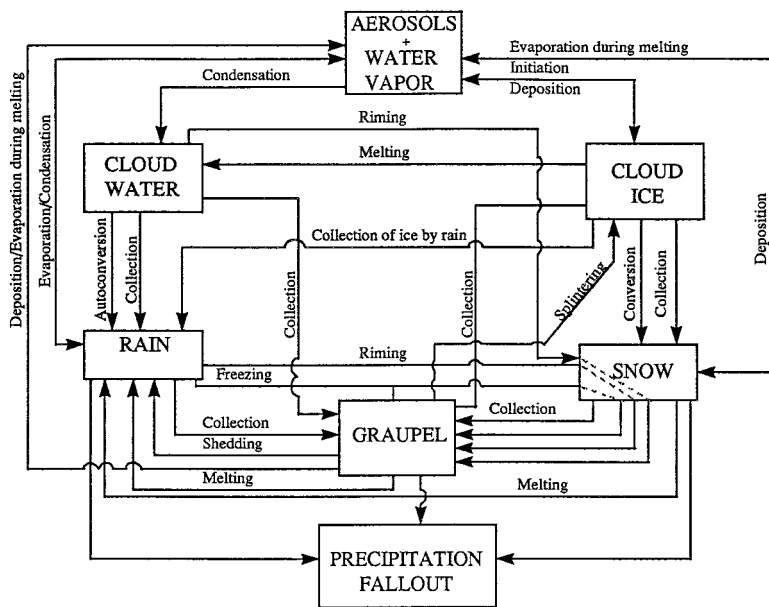 AEROSOLS
+
WATER
VAPOR
Evaporation during melting
Initiation
Deposition
Condensation
Riming
Melting
CLOUD
WATER
CLOUD
ICE
Deposition/Evaporation during melting
Evaporation/Condensation
Autoconversion
Collection
Collection of ice by rain
Collection
Collection
Splintering
Conversion
Collection
Deposition
RAIN
Riming
Freezing
SNOW
Collection
Shedding
GRAUPEL
Collection
Melting
Melting
PRECIPITATION
FALLOUT